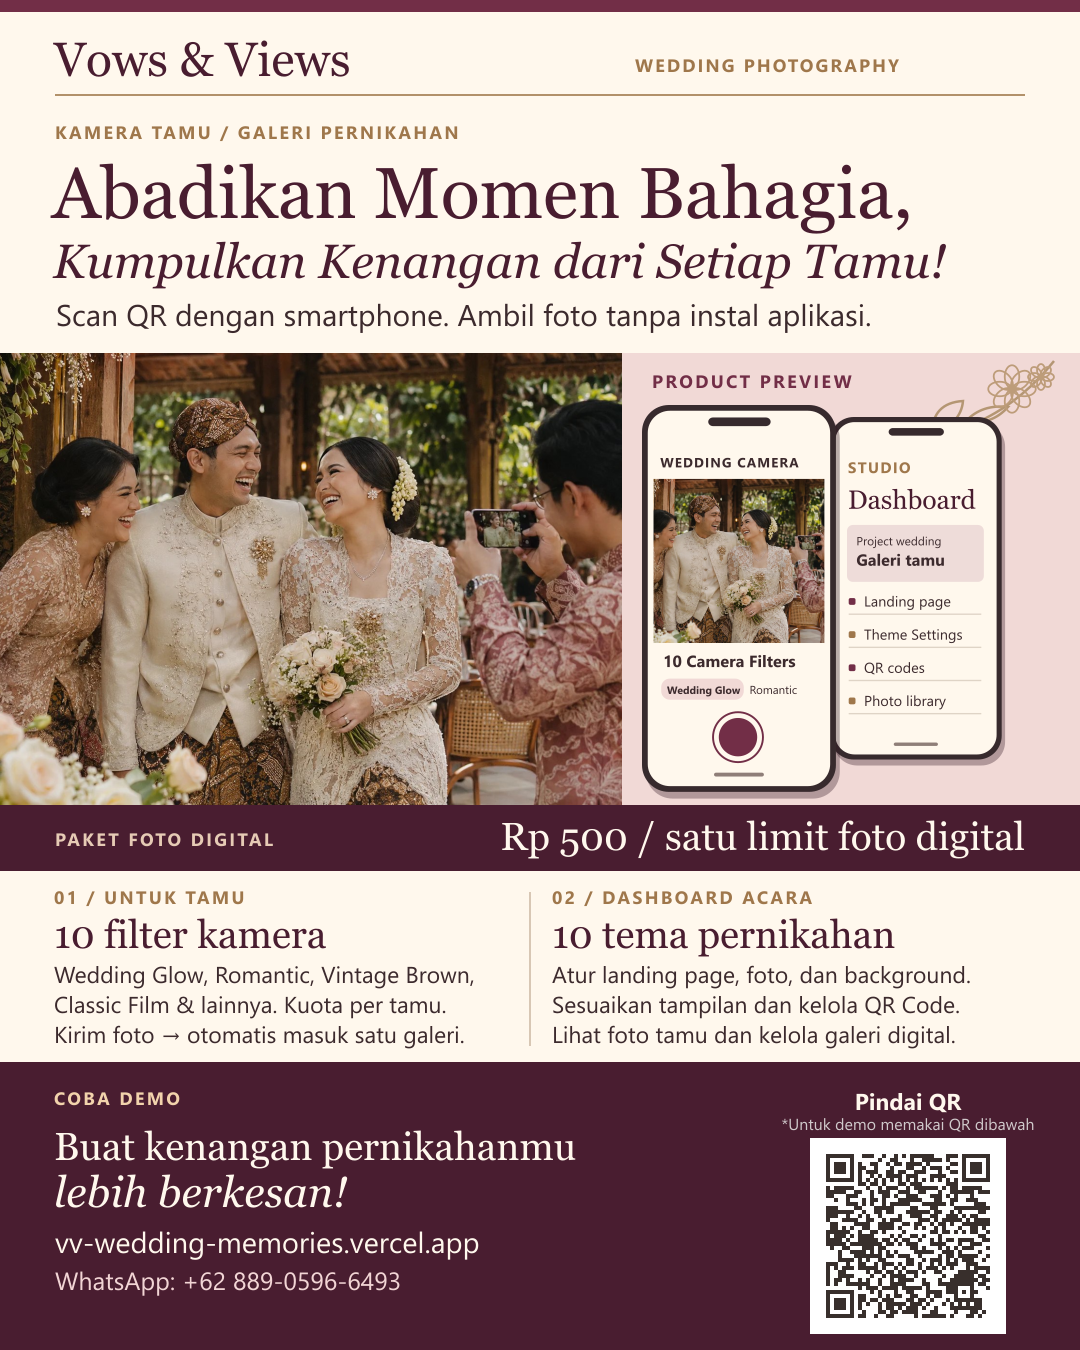 Vows & Views
WEDDING PHOTOGRAPHY
KAMERA TAMU / GALERI PERNIKAHAN
Abadikan Momen Bahagia,
Kumpulkan Kenangan dari Setiap Tamu!
Scan QR dengan smartphone. Ambil foto tanpa instal aplikasi.
PRODUCT PREVIEW
WEDDING CAMERA
10 Camera Filters
Wedding Glow Romantic
STUDIO
Dashboard
Project wedding
Galeri tamu
Landing page
Theme Settings
QR codes
Photo library
PAKET FOTO DIGITAL
Rp 500 / satu limit foto digital
01 / UNTUK TAMU
10 filter kamera
Wedding Glow, Romantic, Vintage Brown,
Classic Film & lainnya. Kuota per tamu.
Kirim foto → otomatis masuk satu galeri.
02 / DASHBOARD ACARA
10 tema pernikahan
Atur landing page, foto, dan background.
Sesuaikan tampilan dan kelola QR Code.
Lihat foto tamu dan kelola galeri digital.
COBA DEMO
Buat kenangan pernikahanmu
lebih berkesan!
vv-wedding-memories.vercel.app
WhatsApp: +62 889-0596-6493
Pindai QR
*Untuk demo memakai QR dibawah